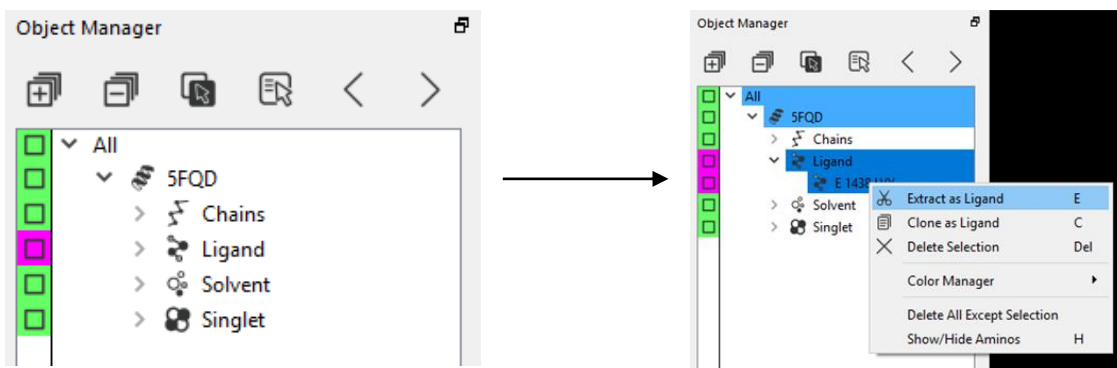 Object Manager
All
5FQD
Chains
Ligand
Solvent
Singlet
Object Manager
All
5FQD
Chains
Ligand
E 1438
Solvent
Singlet
Extract as Ligand E
Clone as Ligand C
Delete Selection Del
Color Manager
Delete All Except Selection
Show/Hide Aminos H